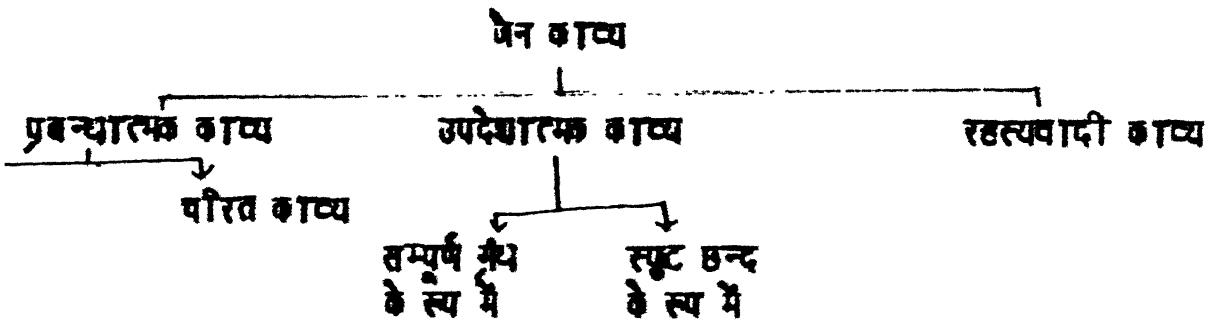 जैन काव्य
प्रबन्धात्मक काव्य उपदेशात्मक काव्य रहस्यवादी काव्य
चरित काव्य
सम्पूर्ण ग्रंथ स्फुट छन्द
के रूप में के रूप में